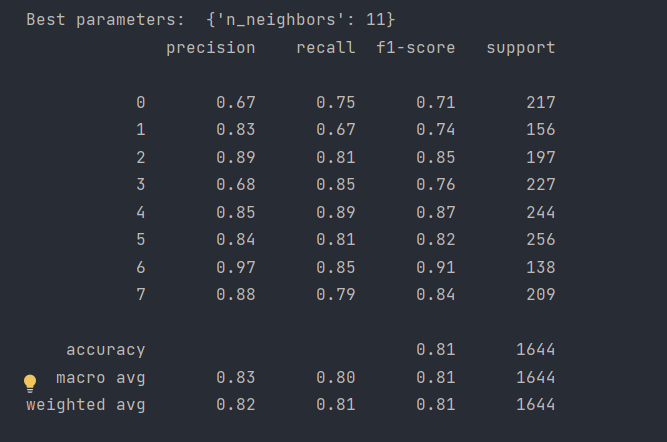 Best parameters:  {'n_neighbors': 11}
              precision    recall  f1-score   support

           0       0.67      0.75      0.71       217
           1       0.83      0.67      0.74       156
           2       0.89      0.81      0.85       197
           3       0.68      0.85      0.76       227
           4       0.85      0.89      0.87       244
           5       0.84      0.81      0.82       256
           6       0.97      0.85      0.91       138
           7       0.88      0.79      0.84       209

    accuracy                           0.81      1644
   macro avg       0.83      0.80      0.81      1644
weighted avg       0.82      0.81      0.81      1644